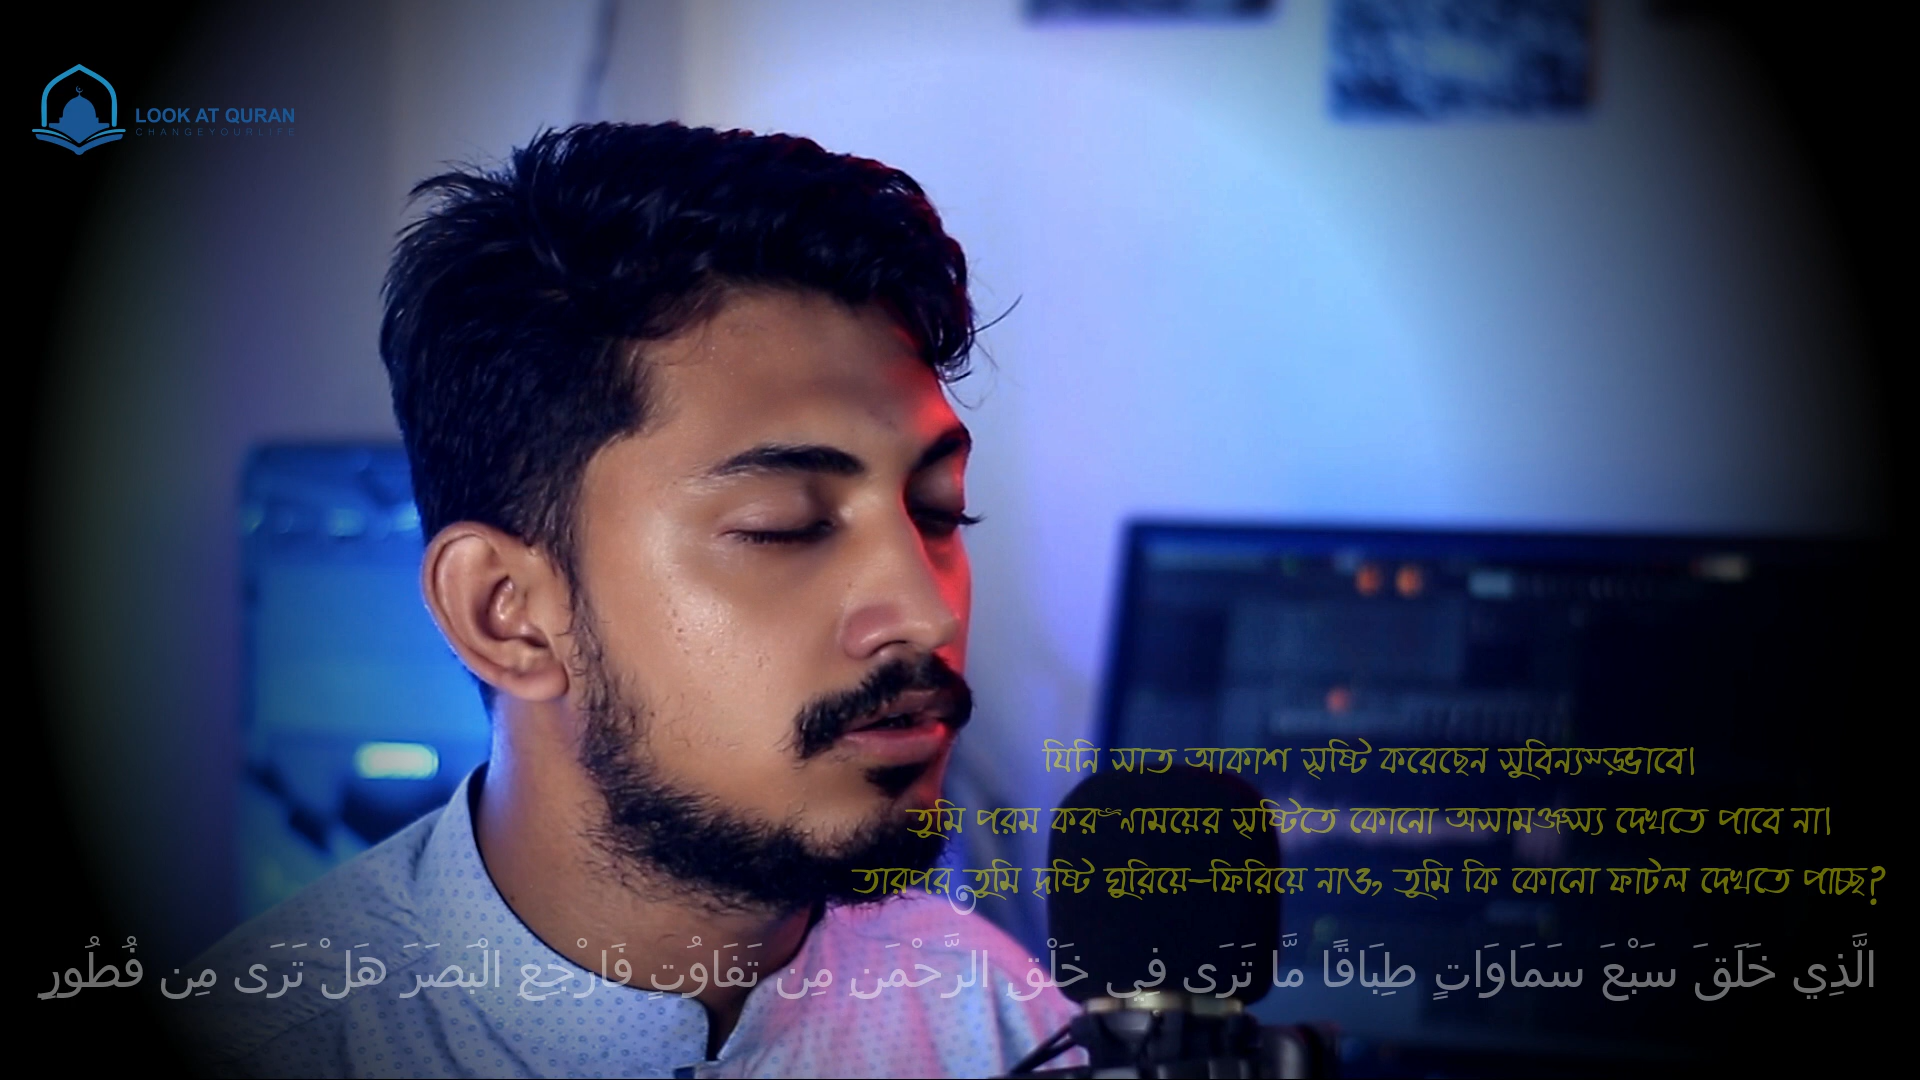 LOOK AT QURAN
CHANGEYOURLIFE
যিনি সাত আকাশ সৃষ্টি করেছেন সুবিন্যস্ড়ভাবে।
তুমি পরম কর“ণাময়ের সৃষ্টিতে কোনো অসামঞ্জস্য দেখতে পাবে না।
তারপর তুমি দৃষ্টি ঘুরিয়ে-ফিরিয়ে নাও, তুমি কি কোনো ফাটল দেখতে পাচ্ছ?
الَّذِي خَلَقَ سَبْعَ سَمَاوَاتٍ طِبَاقًا مَّا تَرَى فِي خَلْقِ الرَّحْمَنِ مِن تَفَاوُتٍ فَارْجِعِ الْبَصَرَ هَلْ تَرَى مِن فُطُورٍ